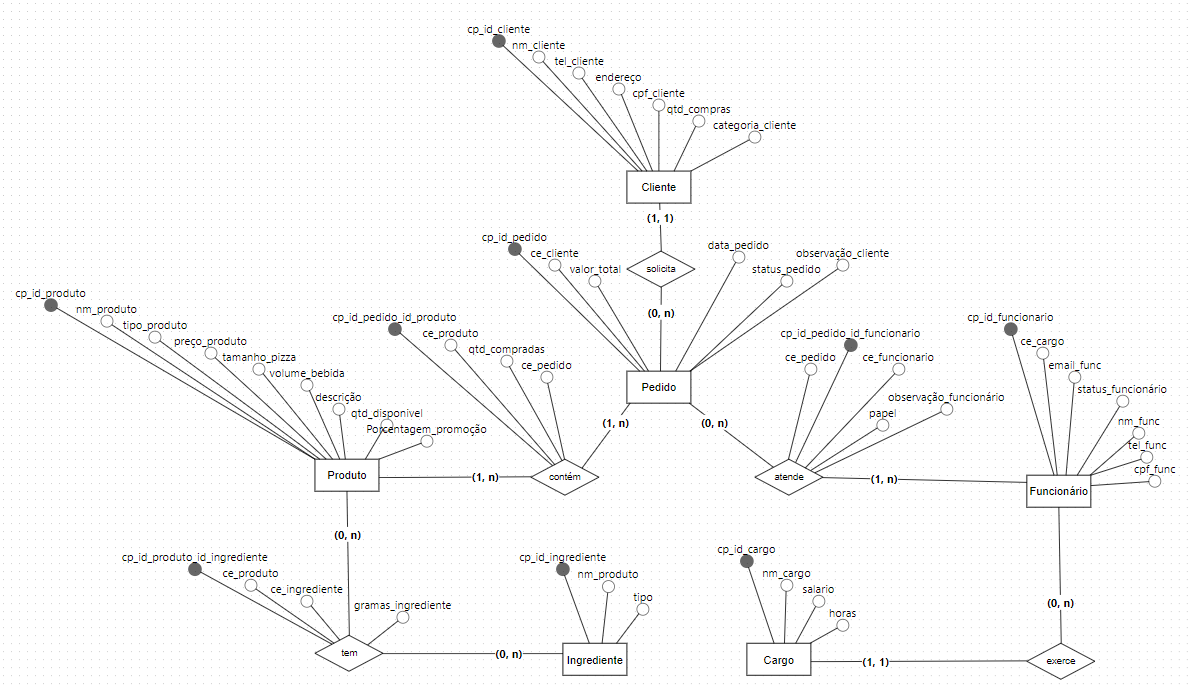 cp_id_cliente
nm_cliente
tel_cliente
endereço
cpf_cliente
qtd_compras
categoria_cliente
Cliente
(1, 1)
solicita
(0, n)
cp_id_pedido
ce_cliente
valor_total
data_pedido
status_pedido
observação_cliente
Pedido
cp_id_produto
nm_produto
tipo_produto
preço_produto
tamanho_pizza
volume_bebida
descrição
qtd_disponivel
Porcentagem_promoção
Produto
cp_id_pedido_id_produto
ce_produto
qtd_compradas
ce_pedido
(1, n)
(1, n)
contém
cp_id_pedido_id_funcionario
ce_pedido
ce_funcionario
observação_funcionário
papel
(0, n)
atende
(1, n)
cp_id_funcionario
ce_cargo
email_func
status_funcionário
nm_func
tel_func
cpf_func
Funcionário
(0, n)
cp_id_produto_id_ingrediente
ce_produto
ce_ingrediente
gramas_ingrediente
tem
(0, n)
cp_id_ingrediente
nm_produto
tipo
Ingrediente
cp_id_cargo
nm_cargo
salario
horas
Cargo
(1, 1)
(0, n)
exerce